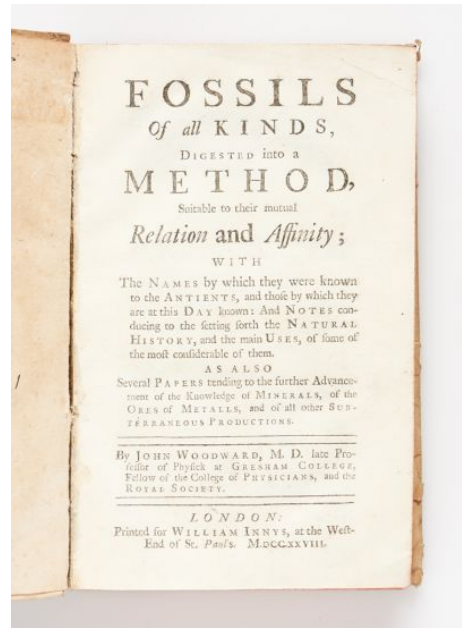 FOSSILS
Of all KINDS,
DIGESTED into a
METHOD,
Suitable to their mutual
Relation and Affinity;
WITH
The NAMES by which they were known
to the ANTIENTS, and those by which they
are at this DAY known: And NOTES con-
ducing to the setting forth the NATURAL
HISTORY, and the main USES, of some of
the most considerable of them.
AS ALSO
Several PAPERS tending to the further Advance-
ment of the Knowledge of MINERALS, of the
ORES of METALLS, and of all other SUB-
TERRANEOUS PRODUCTIONS.
By JOHN WOODWARD, M. D. late Pro-
fessor of Physick at GRESHAM COLLEGE,
Fellow of the College of PHYSICIANS, and the
ROYAL SOCIETY.
LONDON:
Printed for WILLIAM INNYS, at the West-
End of St. Paul's. M.DCC.XXVIII.